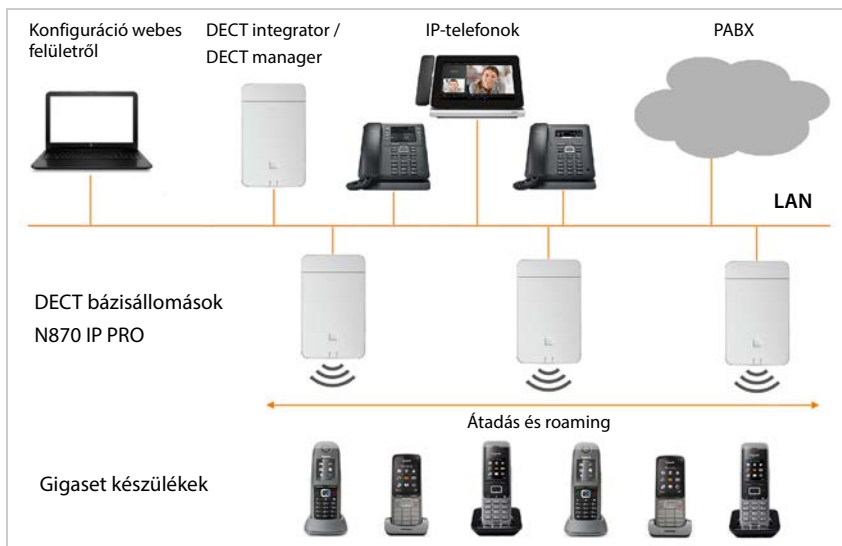 Konfiguráció webes
felületről
DECT integrator /
DECT manager
IP-telefonok
PABX
LAN
DECT bázisállomások
N870 IP PRO
Átadás és roaming
Gigaset készülékek